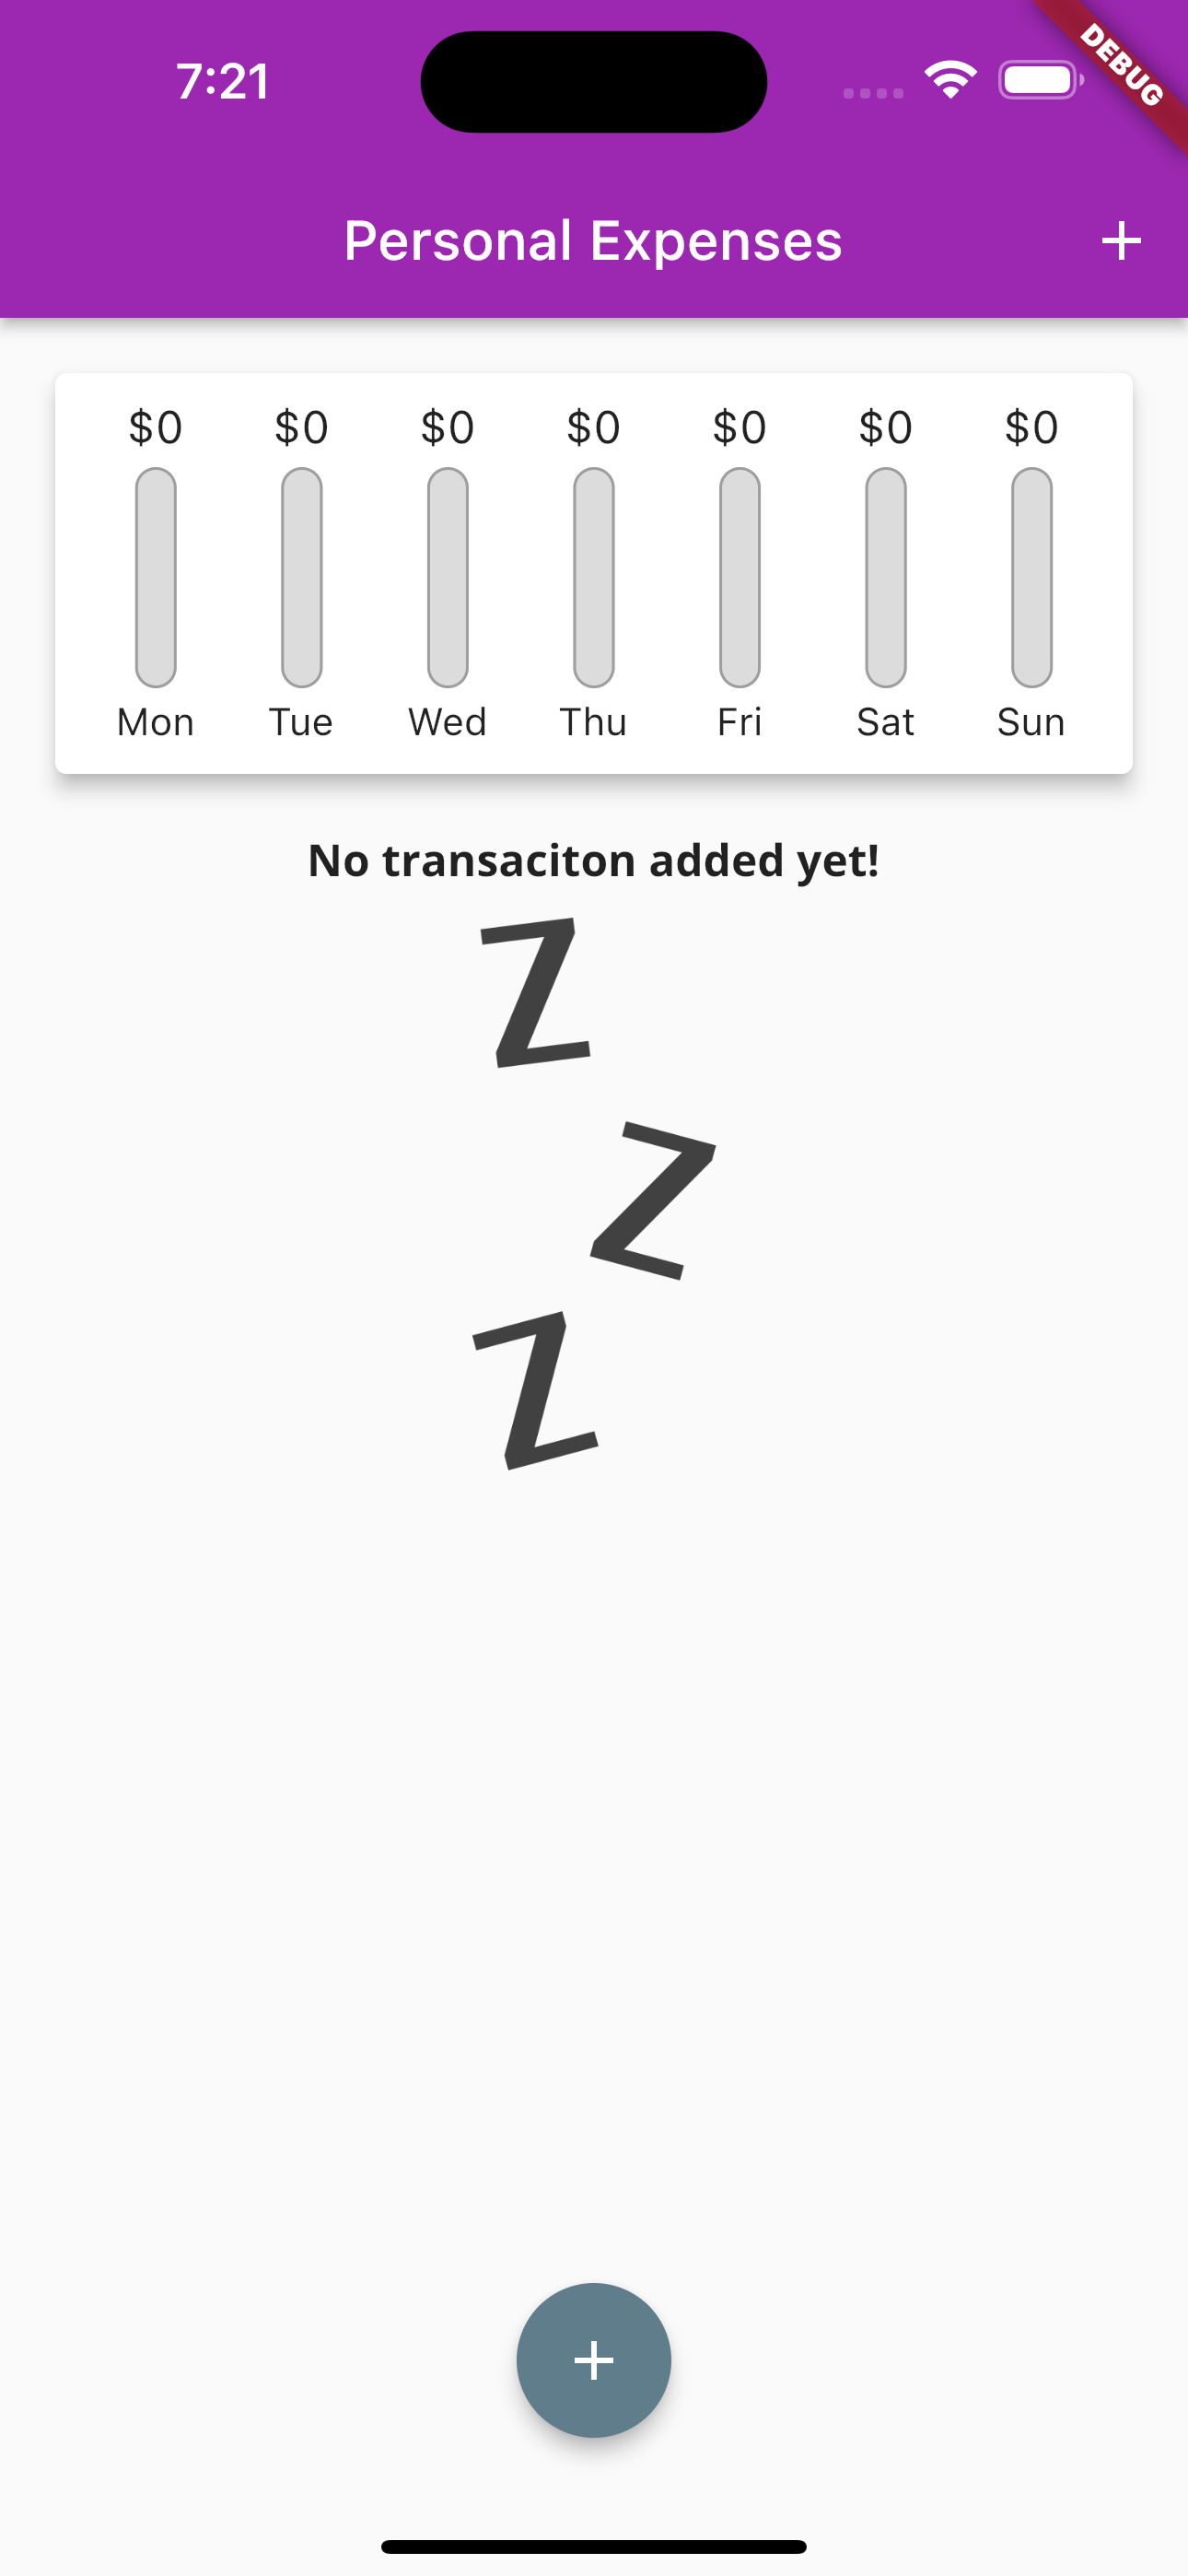 7:21
DEBUG
Personal Expenses +
$0 $0 $0 $0 $0 $0 $0
Mon Tue Wed Thu Fri Sat Sun
No transaciton added yet!
Z
Z
Z
+